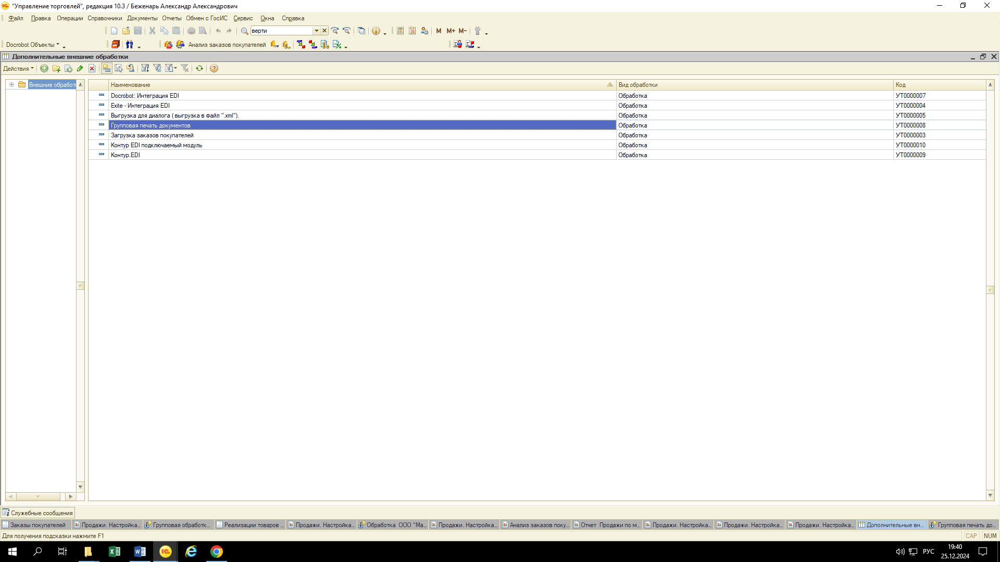 "Управление торговлей", редакция 10.3 / Беженарь Александр Александрович
Файл Правка Операции Справочники Документы Отчеты Обмен с ГосИС Сервис Окна Справка
верти
M M+ M-
Docrobot Объекты
Анализ заказов покупателей
Дополнительные внешние обработки
Действия
Внешние обработ
Наименование Вид обработки Код
Docrobot: Интеграция EDI Обработка УТ0000007
Exite - Интеграция EDI Обработка УТ0000004
Выгрузка для диалога ( выгрузка в файл ".xml"). Обработка УТ0000005
Групповая печать документов Обработка УТ0000008
Загрузка заказов покупателей Обработка УТ0000003
Контур EDI подключаемый модуль Обработка УТ0000010
Контур.EDI Обработка УТ0000009
Служебные сообщения
Заказы покупателей Продажи. Настройка... Групповая обработк... Реализации товаров ... Продажи. Настройка... Обработка ООО "Ма... Продажи. Настройка... Анализ заказов поку... Отчет Продажи по м... Продажи. Настройка... Продажи. Настройка... Продажи. Настройка... Дополнительные вн... Групповая печать до...
Для получения подсказки нажмите F1
CAP NUM
РУС
19:40
25.12.2024